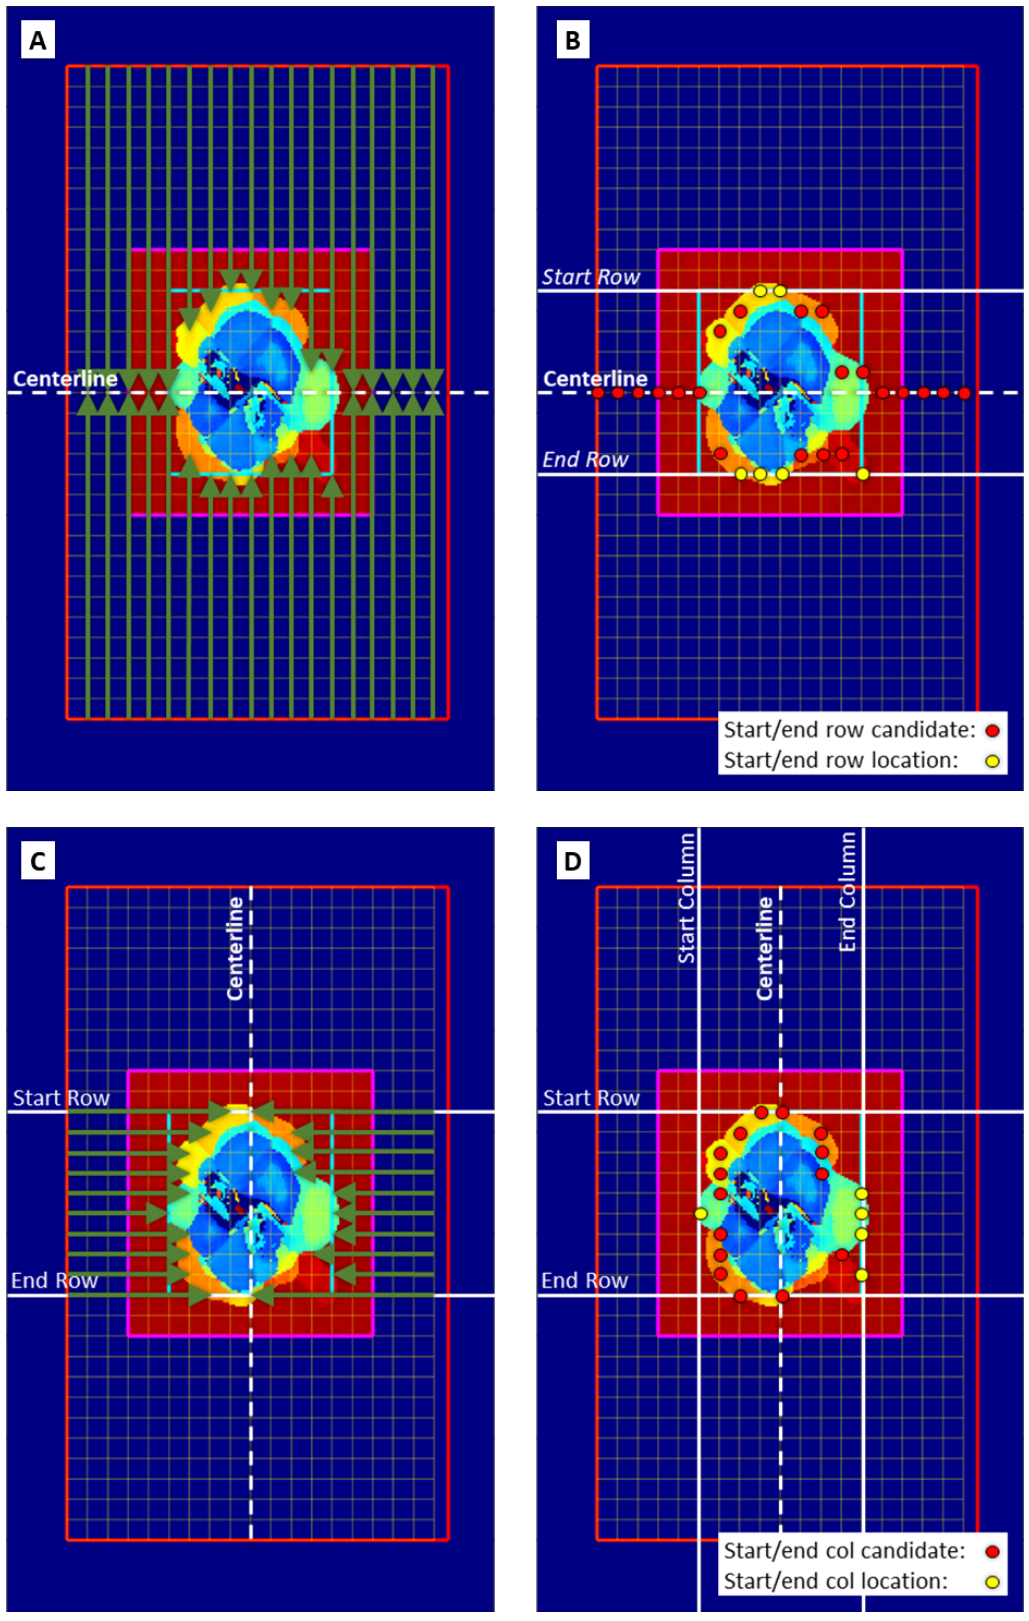 A
B
Start Row
Centerline
Centerline
End Row
Start/end row candidate:
Start/end row location:
C
D
Centerline
Start Column
Centerline
End Column
Start Row
Start Row
End Row
End Row
Start/end col candidate:
Start/end col location: